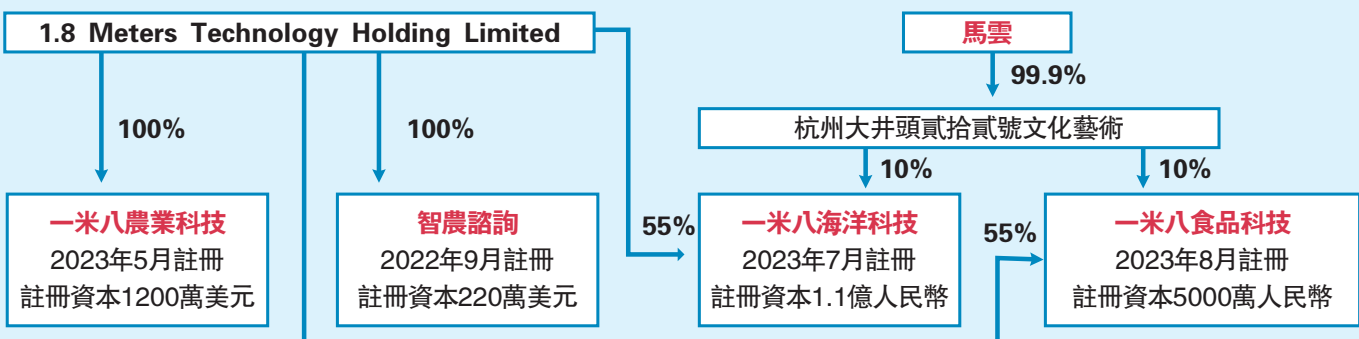 1.8 Meters Technology Holding Limited
馬雲
99.9%
100%
100%
杭州大井頭貳拾貳號文化藝術
10%
10%
一米八農業科技
2023年5月註冊
註冊資本1200萬美元
智農諮詢
2022年9月註冊
註冊資本220萬美元
55%
一米八海洋科技
2023年7月註冊
註冊資本1.1億人民幣
55%
一米八食品科技
2023年8月註冊
註冊資本5000萬人民幣